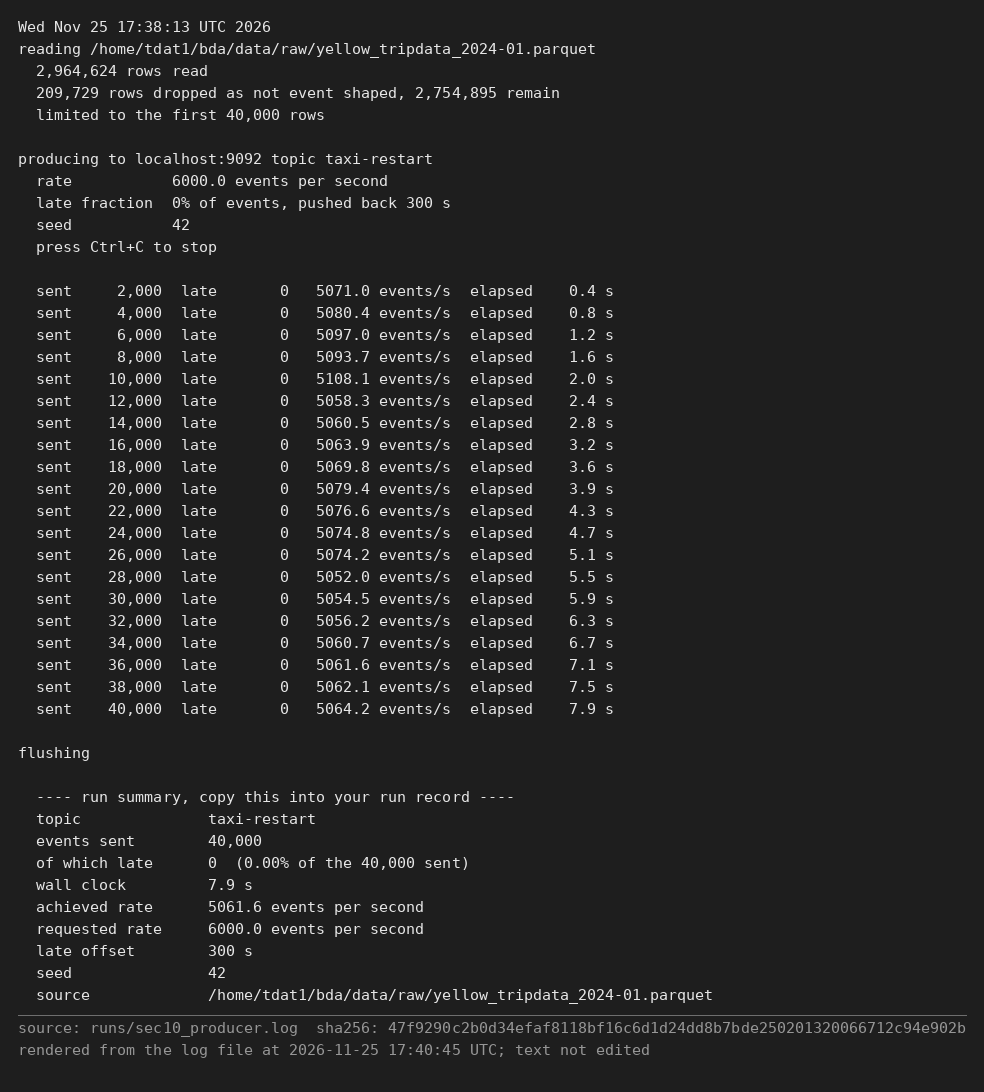 Wed Nov 25 17:38:13 UTC 2026
reading /home/tdat1/bda/data/raw/yellow_tripdata_2024-01.parquet
  2,964,624 rows read
  209,729 rows dropped as not event shaped, 2,754,895 remain
  limited to the first 40,000 rows

producing to localhost:9092 topic taxi-restart
  rate           6000.0 events per second
  late fraction  0% of events, pushed back 300 s
  seed           42
  press Ctrl+C to stop

  sent     2,000  late       0   5071.0 events/s  elapsed    0.4 s
  sent     4,000  late       0   5080.4 events/s  elapsed    0.8 s
  sent     6,000  late       0   5097.0 events/s  elapsed    1.2 s
  sent     8,000  late       0   5093.7 events/s  elapsed    1.6 s
  sent    10,000  late       0   5108.1 events/s  elapsed    2.0 s
  sent    12,000  late       0   5058.3 events/s  elapsed    2.4 s
  sent    14,000  late       0   5060.5 events/s  elapsed    2.8 s
  sent    16,000  late       0   5063.9 events/s  elapsed    3.2 s
  sent    18,000  late       0   5069.8 events/s  elapsed    3.6 s
  sent    20,000  late       0   5079.4 events/s  elapsed    3.9 s
  sent    22,000  late       0   5076.6 events/s  elapsed    4.3 s
  sent    24,000  late       0   5074.8 events/s  elapsed    4.7 s
  sent    26,000  late       0   5074.2 events/s  elapsed    5.1 s
  sent    28,000  late       0   5052.0 events/s  elapsed    5.5 s
  sent    30,000  late       0   5054.5 events/s  elapsed    5.9 s
  sent    32,000  late       0   5056.2 events/s  elapsed    6.3 s
  sent    34,000  late       0   5060.7 events/s  elapsed    6.7 s
  sent    36,000  late       0   5061.6 events/s  elapsed    7.1 s
  sent    38,000  late       0   5062.1 events/s  elapsed    7.5 s
  sent    40,000  late       0   5064.2 events/s  elapsed    7.9 s

flushing

  ---- run summary, copy this into your run record ----
  topic              taxi-restart
  events sent        40,000
  of which late      0  (0.00% of the 40,000 sent)
  wall clock         7.9 s
  achieved rate      5061.6 events per second
  requested rate     6000.0 events per second
  late offset        300 s
  seed               42
  source             /home/tdat1/bda/data/raw/yellow_tripdata_2024-01.parquet
source: runs/sec10_producer.log  sha256: 47f9290c2b0d34efaf8118bf16c6d1d24dd8b7bde250201320066712c94e902b
rendered from the log file at 2026-11-25 17:40:45 UTC; text not edited